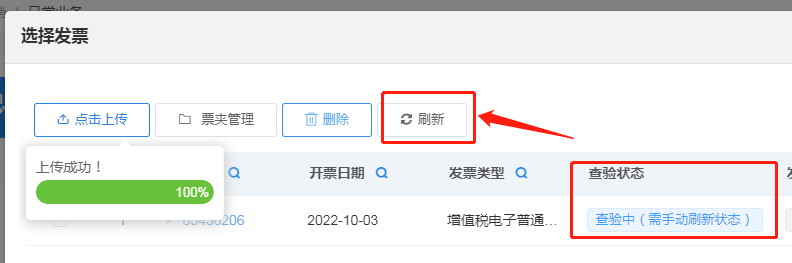 选择发票
点击上传 票夹管理 删除 刷新
上传成功！
100%
开票日期 发票类型 查验状态
2022-10-03 增值税电子普通... 查验中（需手动刷新状态）